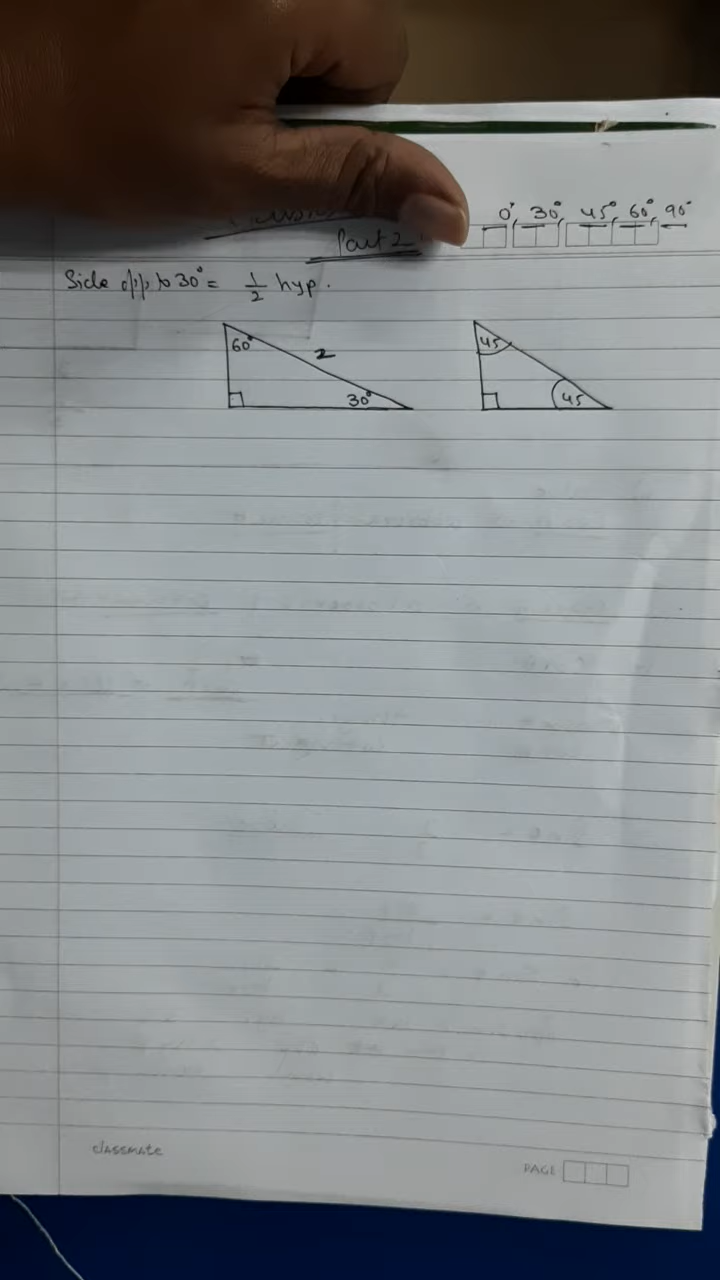 0°, 30°, 45°, 60°, 90°
Part 2
Side opp to 30° = 1/2 hyp.
60° 2 30°
45 45
classmate
PAGE